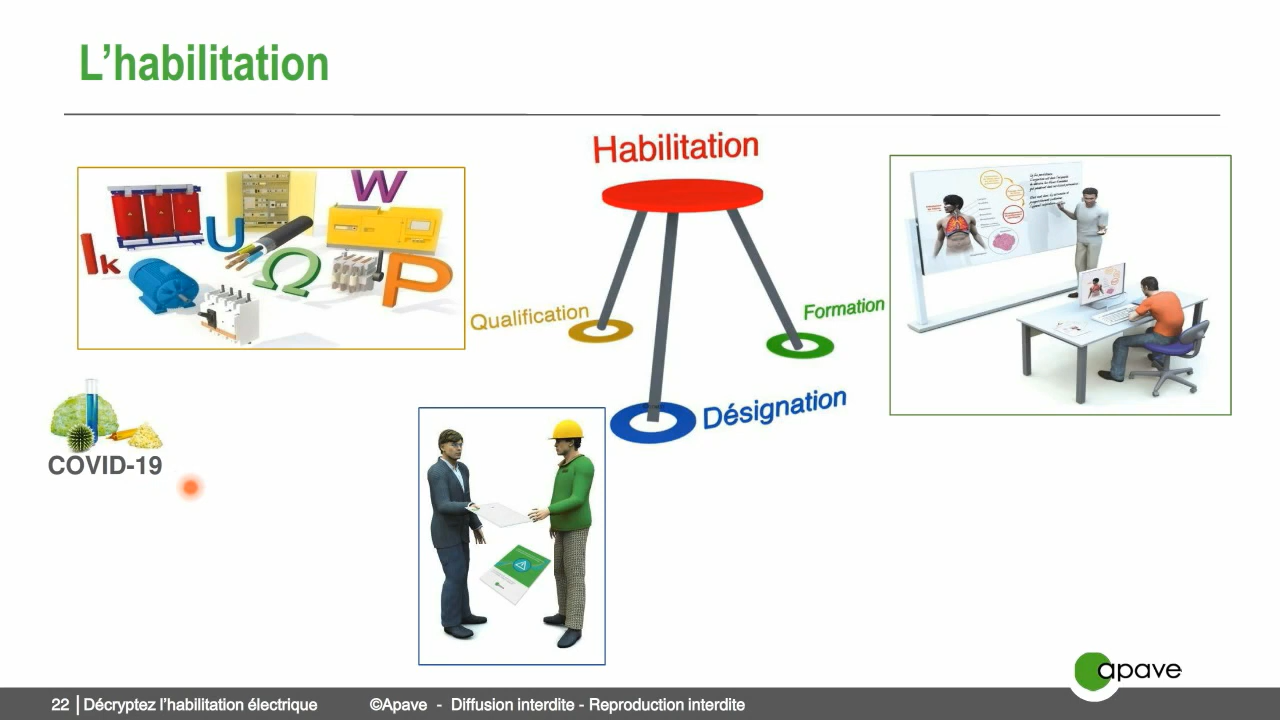 L'habilitation
Habilitation
W
U
Ik
Ω
P
Qualification
Formation
Désignation
COVID-19
apave
22 | Décryptez l'habilitation électrique ©Apave - Diffusion interdite - Reproduction interdite